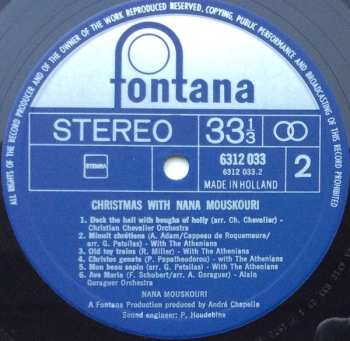 ALL RIGHTS OF THE RECORD PRODUCER AND OF THE OWNER OF THE WORK REPRODUCED RESERVED. COPYING, PUBLIC PERFORMANCE AND BROADCASTING OF THIS RECORD PROHIBITED
fontana
STEREO 33 1/3
STEMRA
6312 033
6312 033.2
MADE IN HOLLAND
2
CHRISTMAS WITH NANA MOUSKOURI
1. Deck the hall with boughs of holly (arr. Ch. Chevalier) -
Christian Chevalier Orchestra
2. Minuit chrétiens (A. Adam/Cappeau de Roquemaure/
arr. G. Petsilas) - With The Athenians
3. Old toy trains (R. Miller) - With The Athenians
4. Christos genate (P. Papatheodorou) - with The Athenians
5. Mon beau sapin (arr. G. Petsilas) - With The Athenians
6. Ave Maria (F. Schubert/arr. A. Goraguer) - Alain
Goraguer Orchestra
NANA MOUSKOURI
A Fontana Production produced by André Chapelle
Sound engineer: P. Houdebine